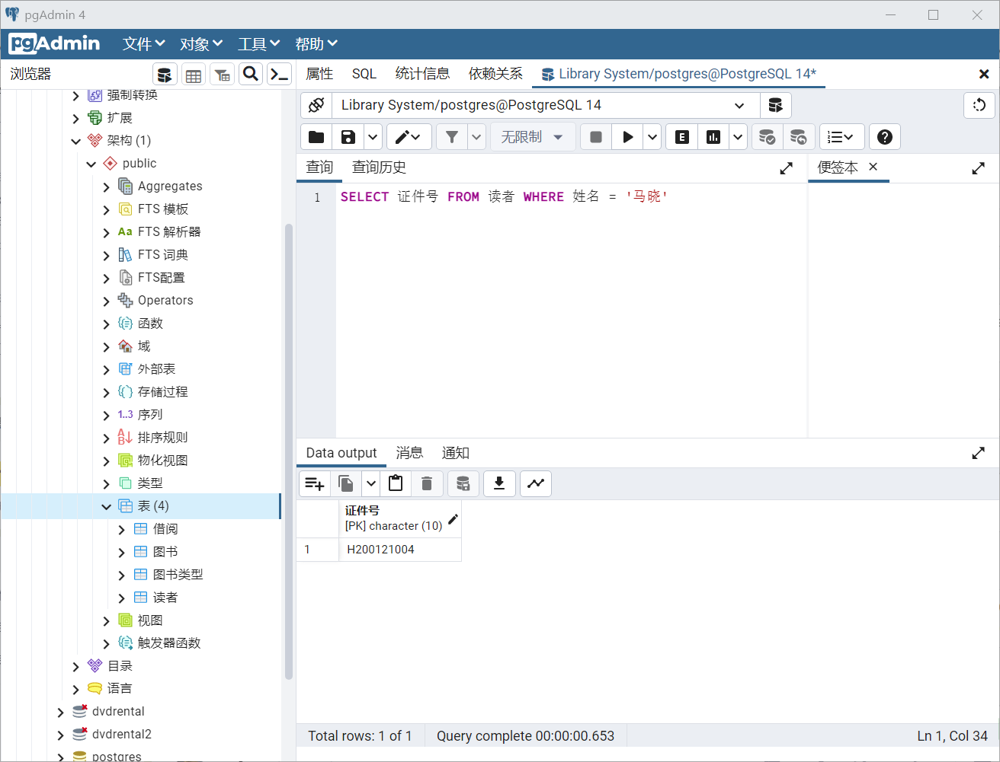 pgAdmin 4
pgAdmin 文件 对象 工具 帮助
浏览器
属性 SQL 统计信息 依赖关系 Library System/postgres@PostgreSQL 14*
强制转换
扩展
架构 (1)
public
Aggregates
FTS 模板
Aa FTS 解析器
FTS 词典
FTS配置
Operators
函数
域
外部表
存储过程
1..3 序列
排序规则
物化视图
类型
表 (4)
借阅
图书
图书类型
读者
视图
触发器函数
目录
语言
dvdrental
dvdrental2
postgres
Library System/postgres@PostgreSQL 14
无限制 E
查询 查询历史 便签本
1 SELECT 证件号 FROM 读者 WHERE 姓名 = '马晓'
Data output 消息 通知
证件号
[PK] character (10)
1 H200121004
Total rows: 1 of 1 Query complete 00:00:00.653 Ln 1, Col 34